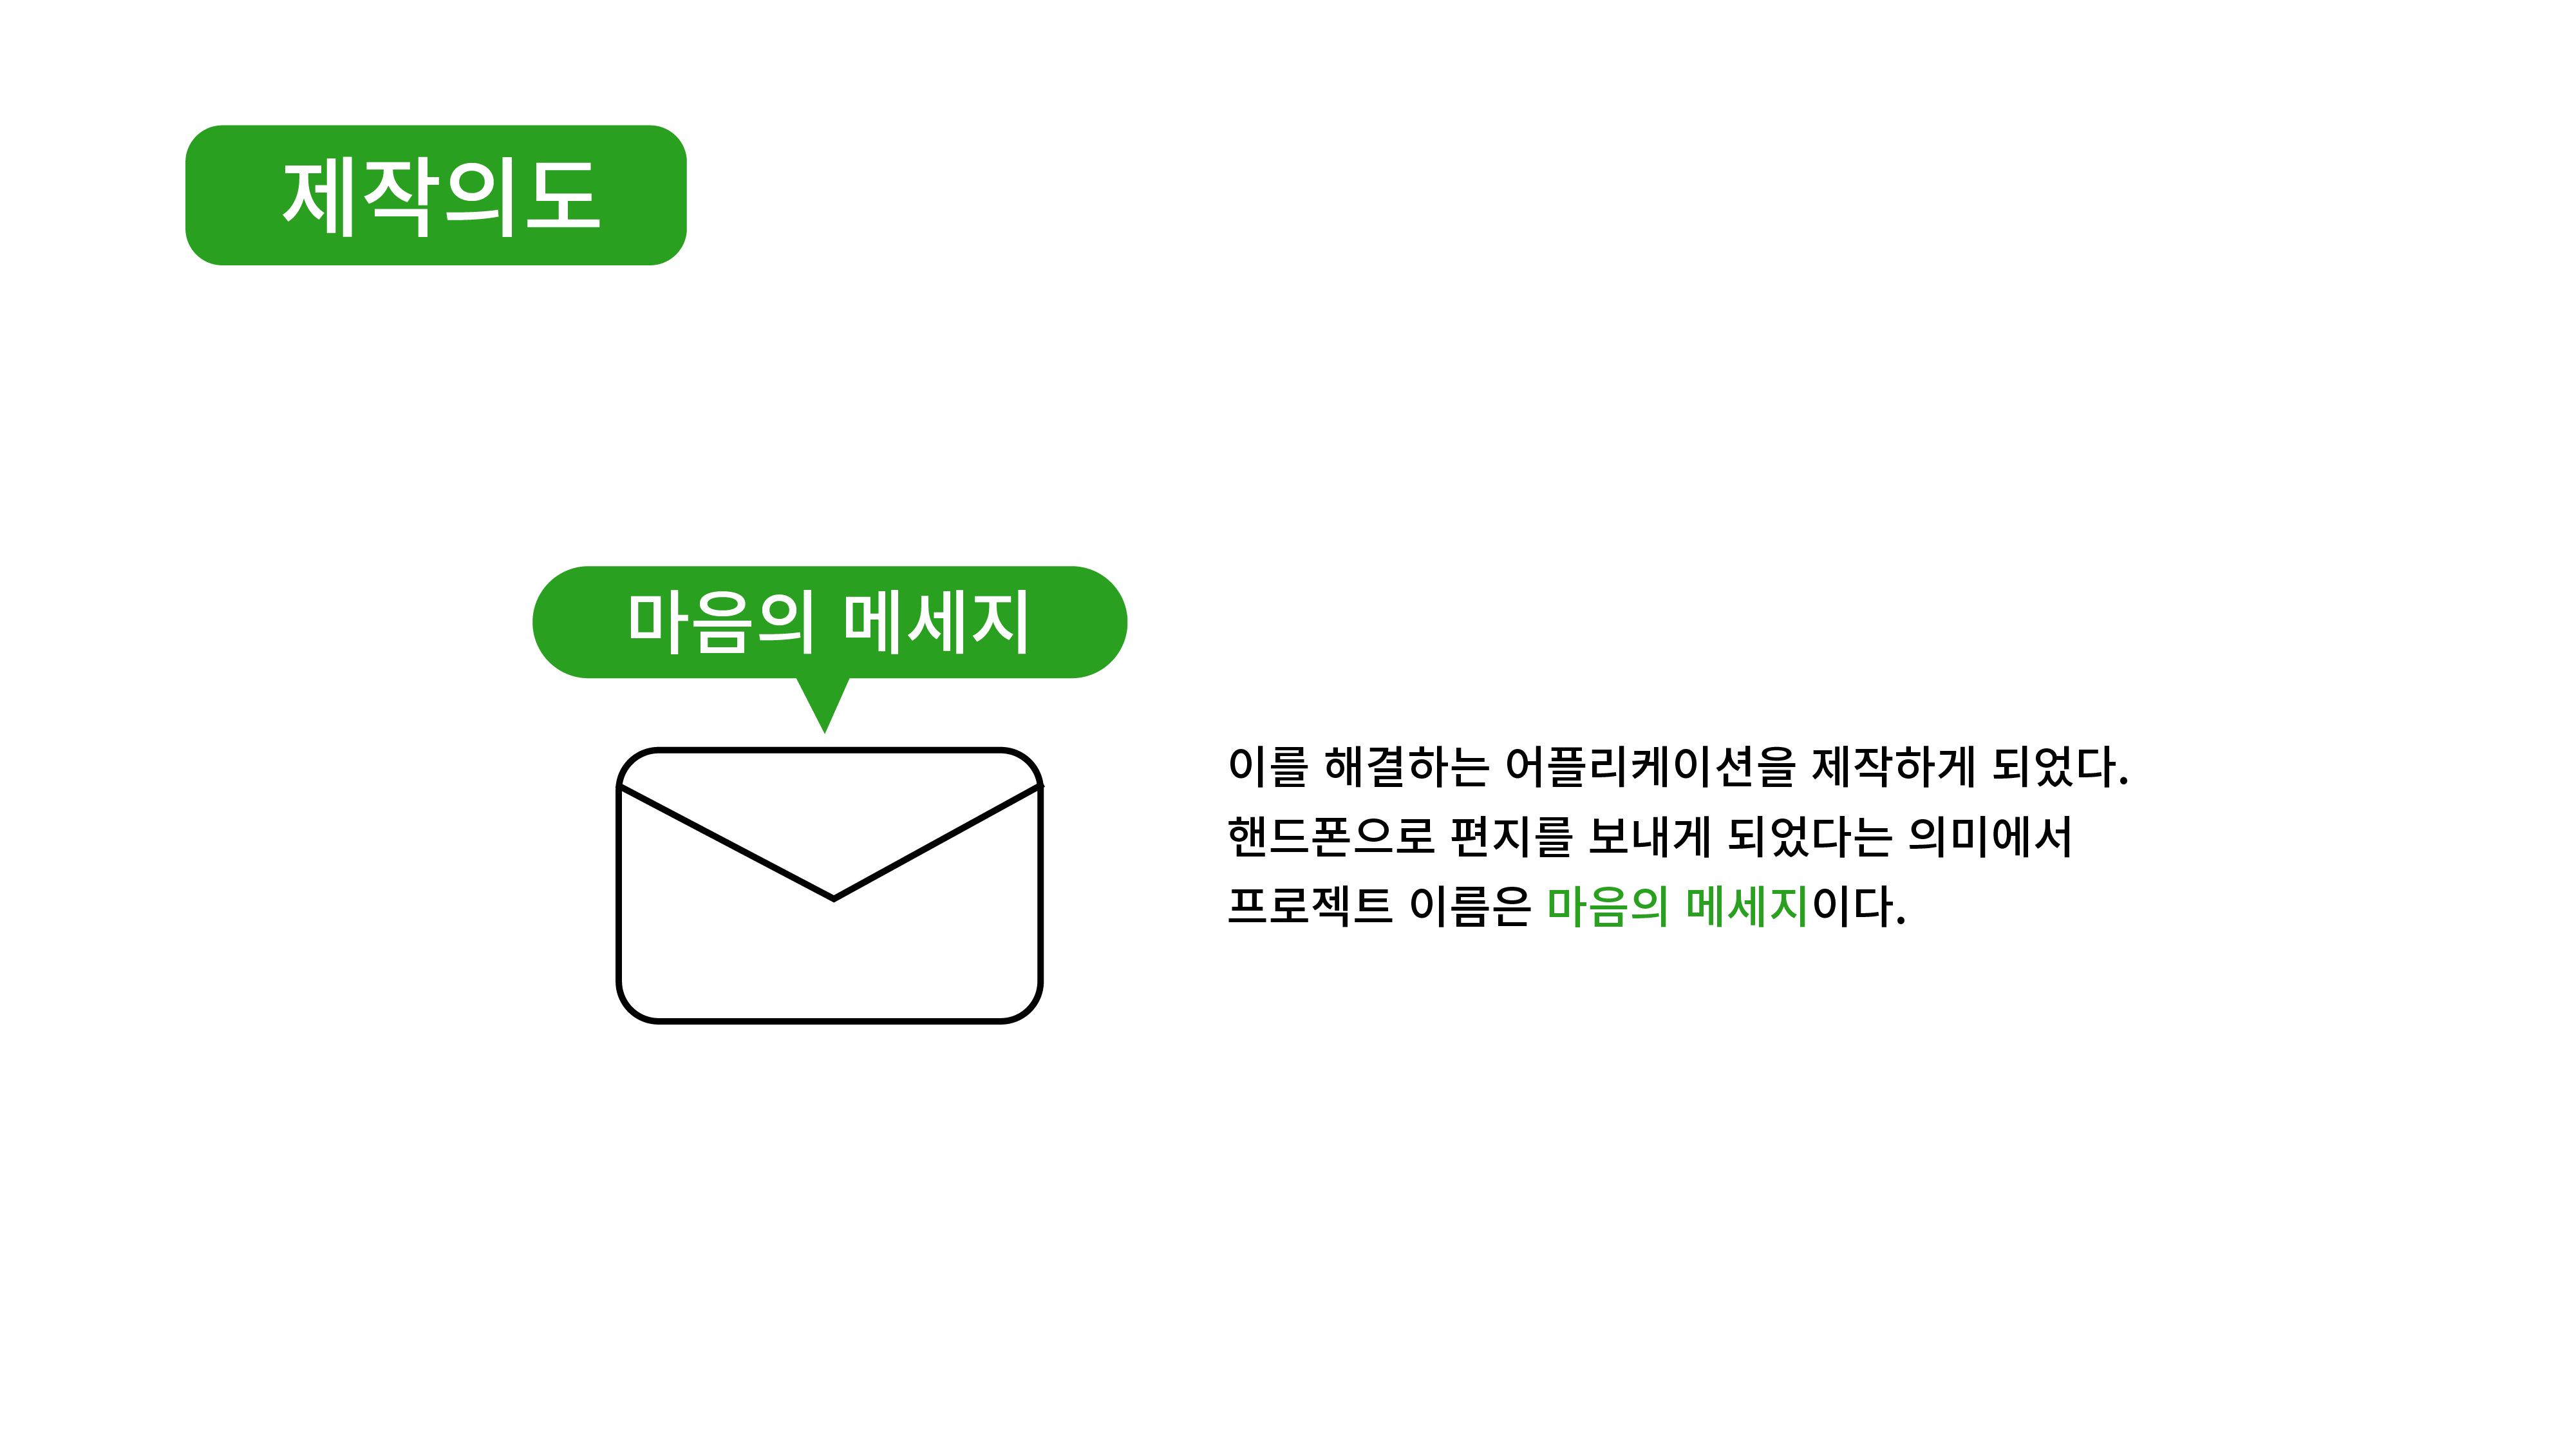 제작의도
마음의 메세지
이를 해결하는 어플리케이션을 제작하게 되었다.
핸드폰으로 편지를 보내게 되었다는 의미에서
프로젝트 이름은 마음의 메세지이다.